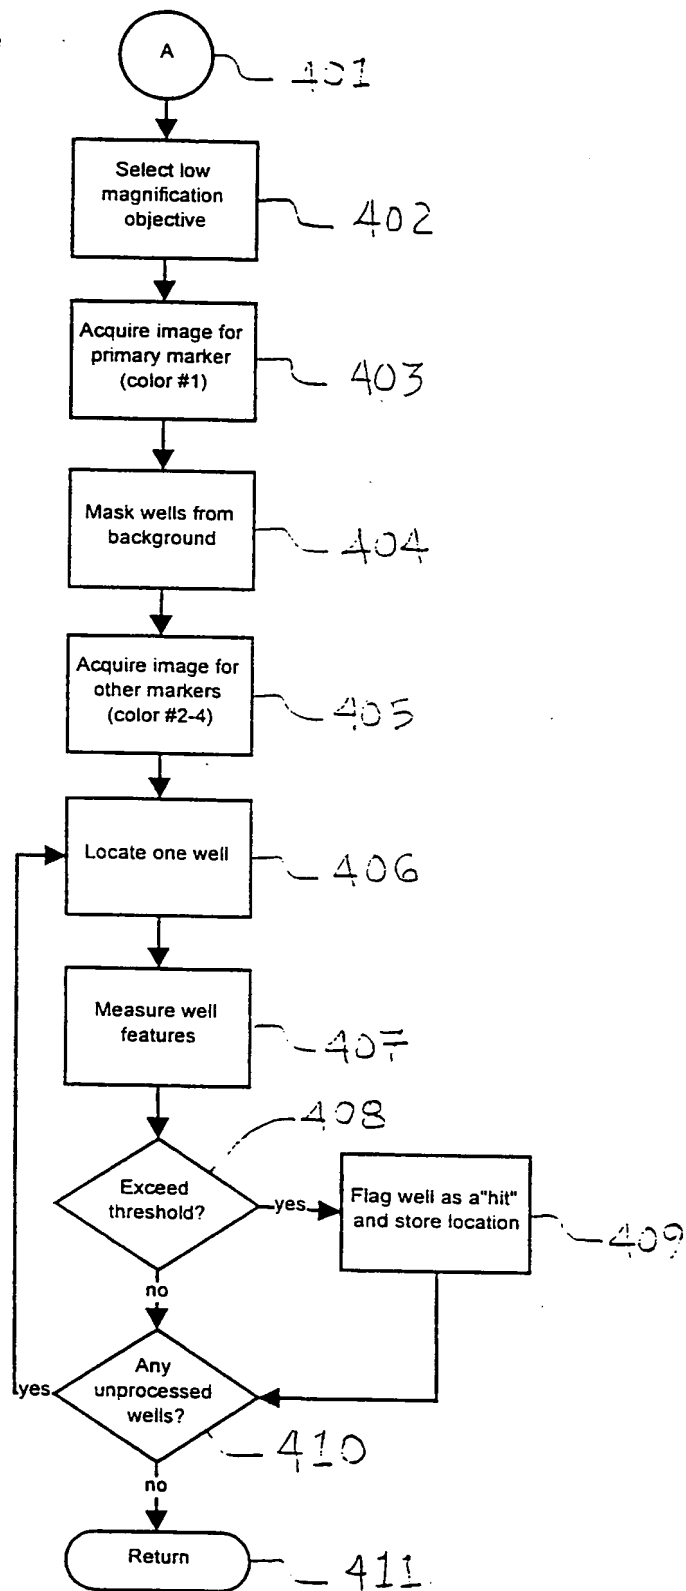 A
401
Select low
magnification
objective
402
Acquire image for
primary marker
(color #1)
403
Mask wells from
background
404
Acquire image for
other markers
(color #2-4)
405
Locate one well
406
Measure well
features
407
408
Exceed
threshold?
yes
Flag well as a"hit"
and store location
409
no
Any
unprocessed
wells?
yes
410
no
Return
411